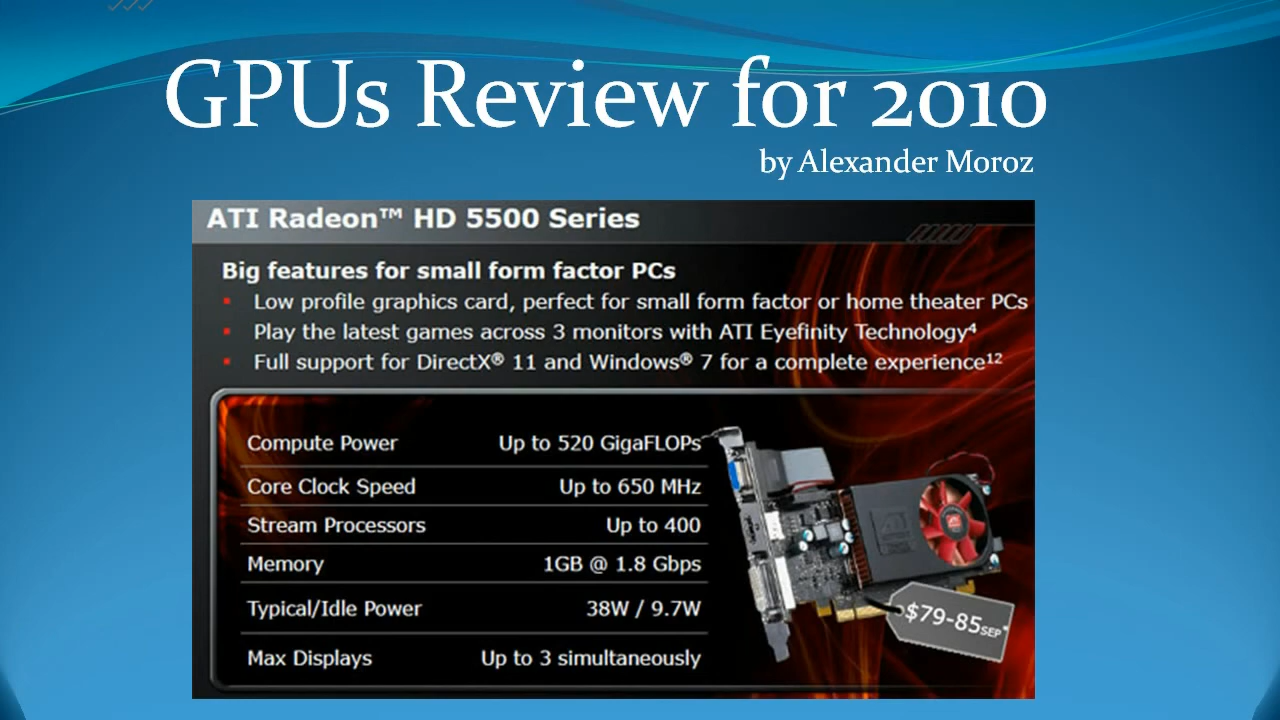 GPUs Review for 2010
by Alexander Moroz
ATI Radeon™ HD 5500 Series
Big features for small form factor PCs
▪ Low profile graphics card, perfect for small form factor or home theater PCs
▪ Play the latest games across 3 monitors with ATI Eyefinity Technology⁴
▪ Full support for DirectX® 11 and Windows® 7 for a complete experience¹²
Compute Power Up to 520 GigaFLOPs
Core Clock Speed Up to 650 MHz
Stream Processors Up to 400
Memory 1GB @ 1.8 Gbps
Typical/Idle Power 38W / 9.7W
Max Displays Up to 3 simultaneously
ATI
$79-85 SEP*